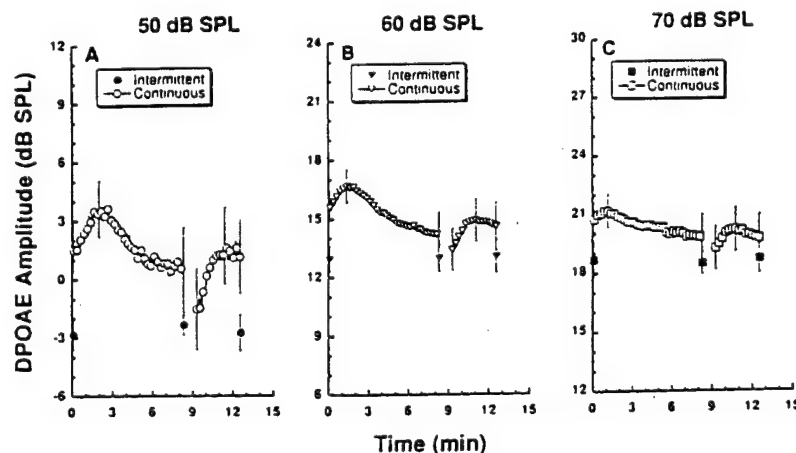 50 dB SPL
60 dB SPL
70 dB SPL
DPOAE Amplitude (dB SPL)
A
Intermittent
Continuous
12
9
6
3
0
-3
-6
0 3 6 9 12 15
B
Intermittent
Continuous
24
21
18
15
12
9
6
0 3 6 9 12 15
C
Intermittent
Continuous
30
27
24
21
18
15
12
0 3 6 9 12 15
Time (min)